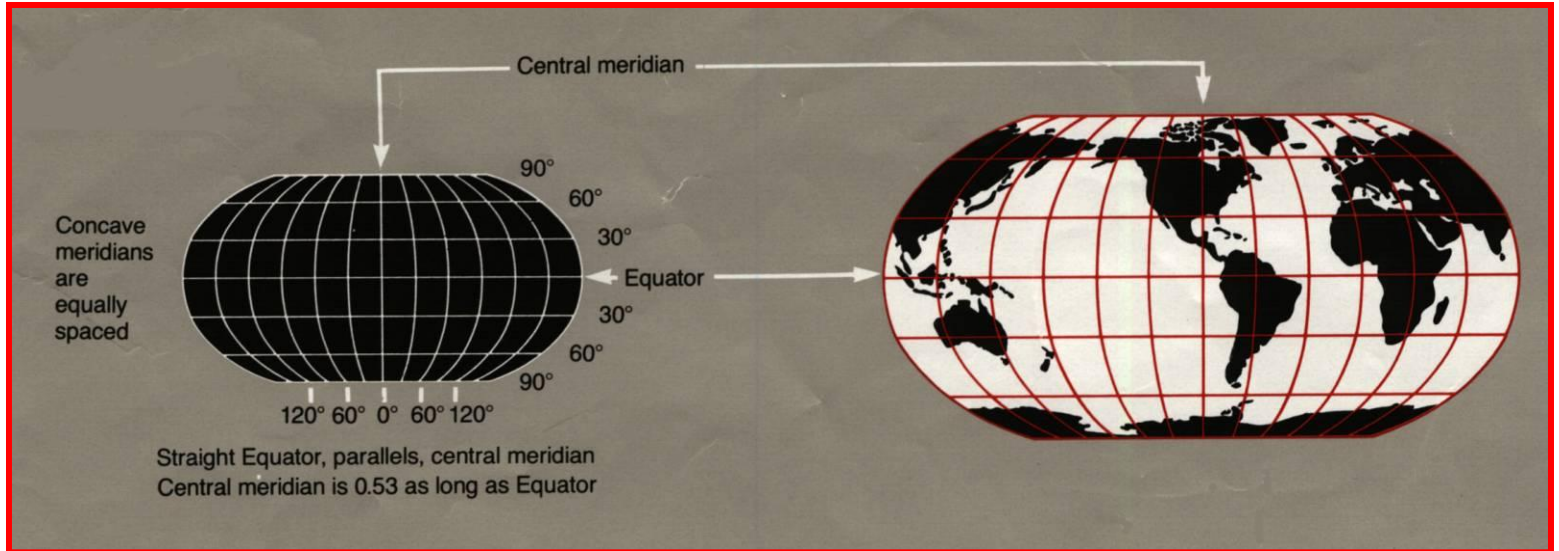 Central meridian
90°
60°
30°
Equator
30°
60°
90°
Concave
meridians
are
equally
spaced
120° 60° 0° 60° 120°
Straight Equator, parallels, central meridian
Central meridian is 0.53 as long as Equator